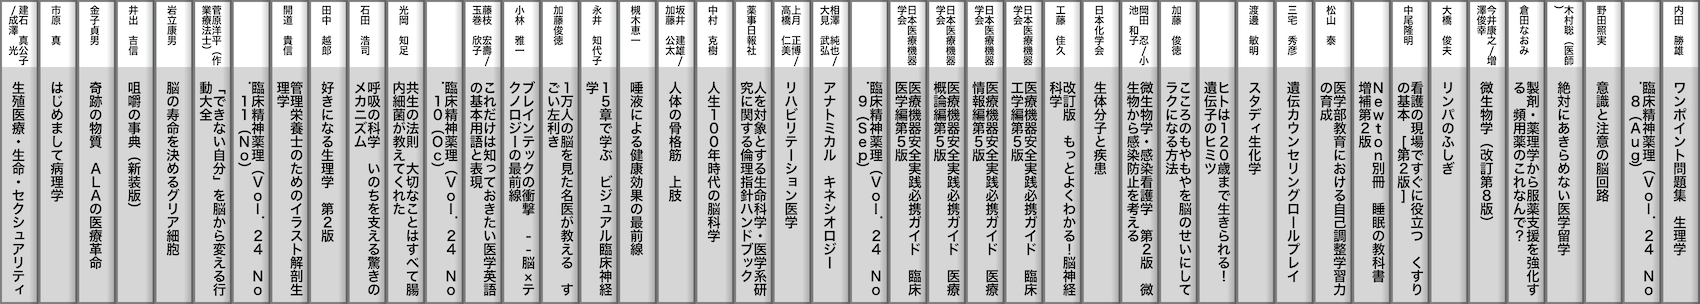 内田　勝雄
ワンポイント問題集　生理学
臨床精神薬理（Ｖｏｌ．２４　Ｎｏ
．８（Ａｕｇ）
野田照実
意識と注意の脳回路
木村聡（医師
）
絶対にあきらめない医学留学
倉田なおみ
製剤・薬理学から服薬支援を強化す
る　頻用薬のこれなんで？
今井康之／増
澤俊幸
微生物学（改訂第８版）
大橋　俊夫
リンパのふしぎ
中尾隆明
看護の現場ですぐに役立つ　くすり
の基本　［第２版］
Ｎｅｗｔｏｎ別冊　睡眠の教科書
増補第２版
松山　泰
医学部教育における自己調整学習力
の育成
三宅　秀彦
遺伝カウンセリングロールプレイ
渡邊　敏明
スタディ生化学
ヒトは１２０歳まで生きられる！
遺伝子のヒミツ
加藤　俊徳
こころのもやもやを脳のせいにして
ラクになる方法
岡田　忍／小
池　和子
微生物学・感染看護学　第２版　微
生物から感染防止を考える
日本化学会
生体分子と疾患
工藤　佳久
改訂版　もっとよくわかる！脳神経
科学
日本医療機器
学会
医療機器安全実践必携ガイド　臨床
工学編第５版
日本医療機器
学会
医療機器安全実践必携ガイド　医療
情報編第５版
日本医療機器
学会
医療機器安全実践必携ガイド　医療
概論編第５版
日本医療機器
学会
医療機器安全実践必携ガイド　臨床
医学編第５版
臨床精神薬理（Ｖｏｌ．２４　Ｎｏ
．９（Ｓｅｐ）
相澤　純也／
大見　武弘
アナトミカル　キネシオロジー
上月　正博／
高橋　仁美
リハビリテーション医学
薬事日報社
人を対象とする生命科学・医学系研
究に関する倫理指針ハンドブック
中村　克樹
人生１００年時代の脳科学
坂井　建雄／
加藤　公太
人体の骨格筋　上肢
槻木恵一
唾液による健康効果の最前線
永井　知代子
１５章で学ぶ　ビジュアル臨床神経
学
加藤俊徳
１万人の脳を見た名医が教える　す
ごい左利き
小林　雅一
ブレインテックの衝撃　－－脳×テ
クノロジーの最前線
藤枝　宏壽／
玉巻　欣子／
これだけは知っておきたい医学英語
の基本用語と表現
臨床精神薬理（Ｖｏｌ．２４　Ｎｏ
．１０（Ｏｃ）
光岡　知足
共生の法則　大切なことはすべて腸
内細菌が教えてくれた
石田　浩司
呼吸の科学　いのちを支える驚きの
メカニズム
田中　越郎
好きになる生理学　第２版
開道　貴信
管理栄養士のためのイラスト解剖生
理学
臨床精神薬理（Ｖｏｌ．２４　Ｎｏ
．１１（Ｎｏ）
菅原洋平（作
業療法士）
「できない自分」を脳から変える行
動大全
岩立康男
脳の寿命を決めるグリア細胞
井出　吉信
咀嚼の事典（新装版）
金子貞男
奇跡の物質　ＡＬＡの医療革命
市原　真
はじめまして病理学
建石　真公子
／成澤　光
生殖医療・生命・セクシュアリティ